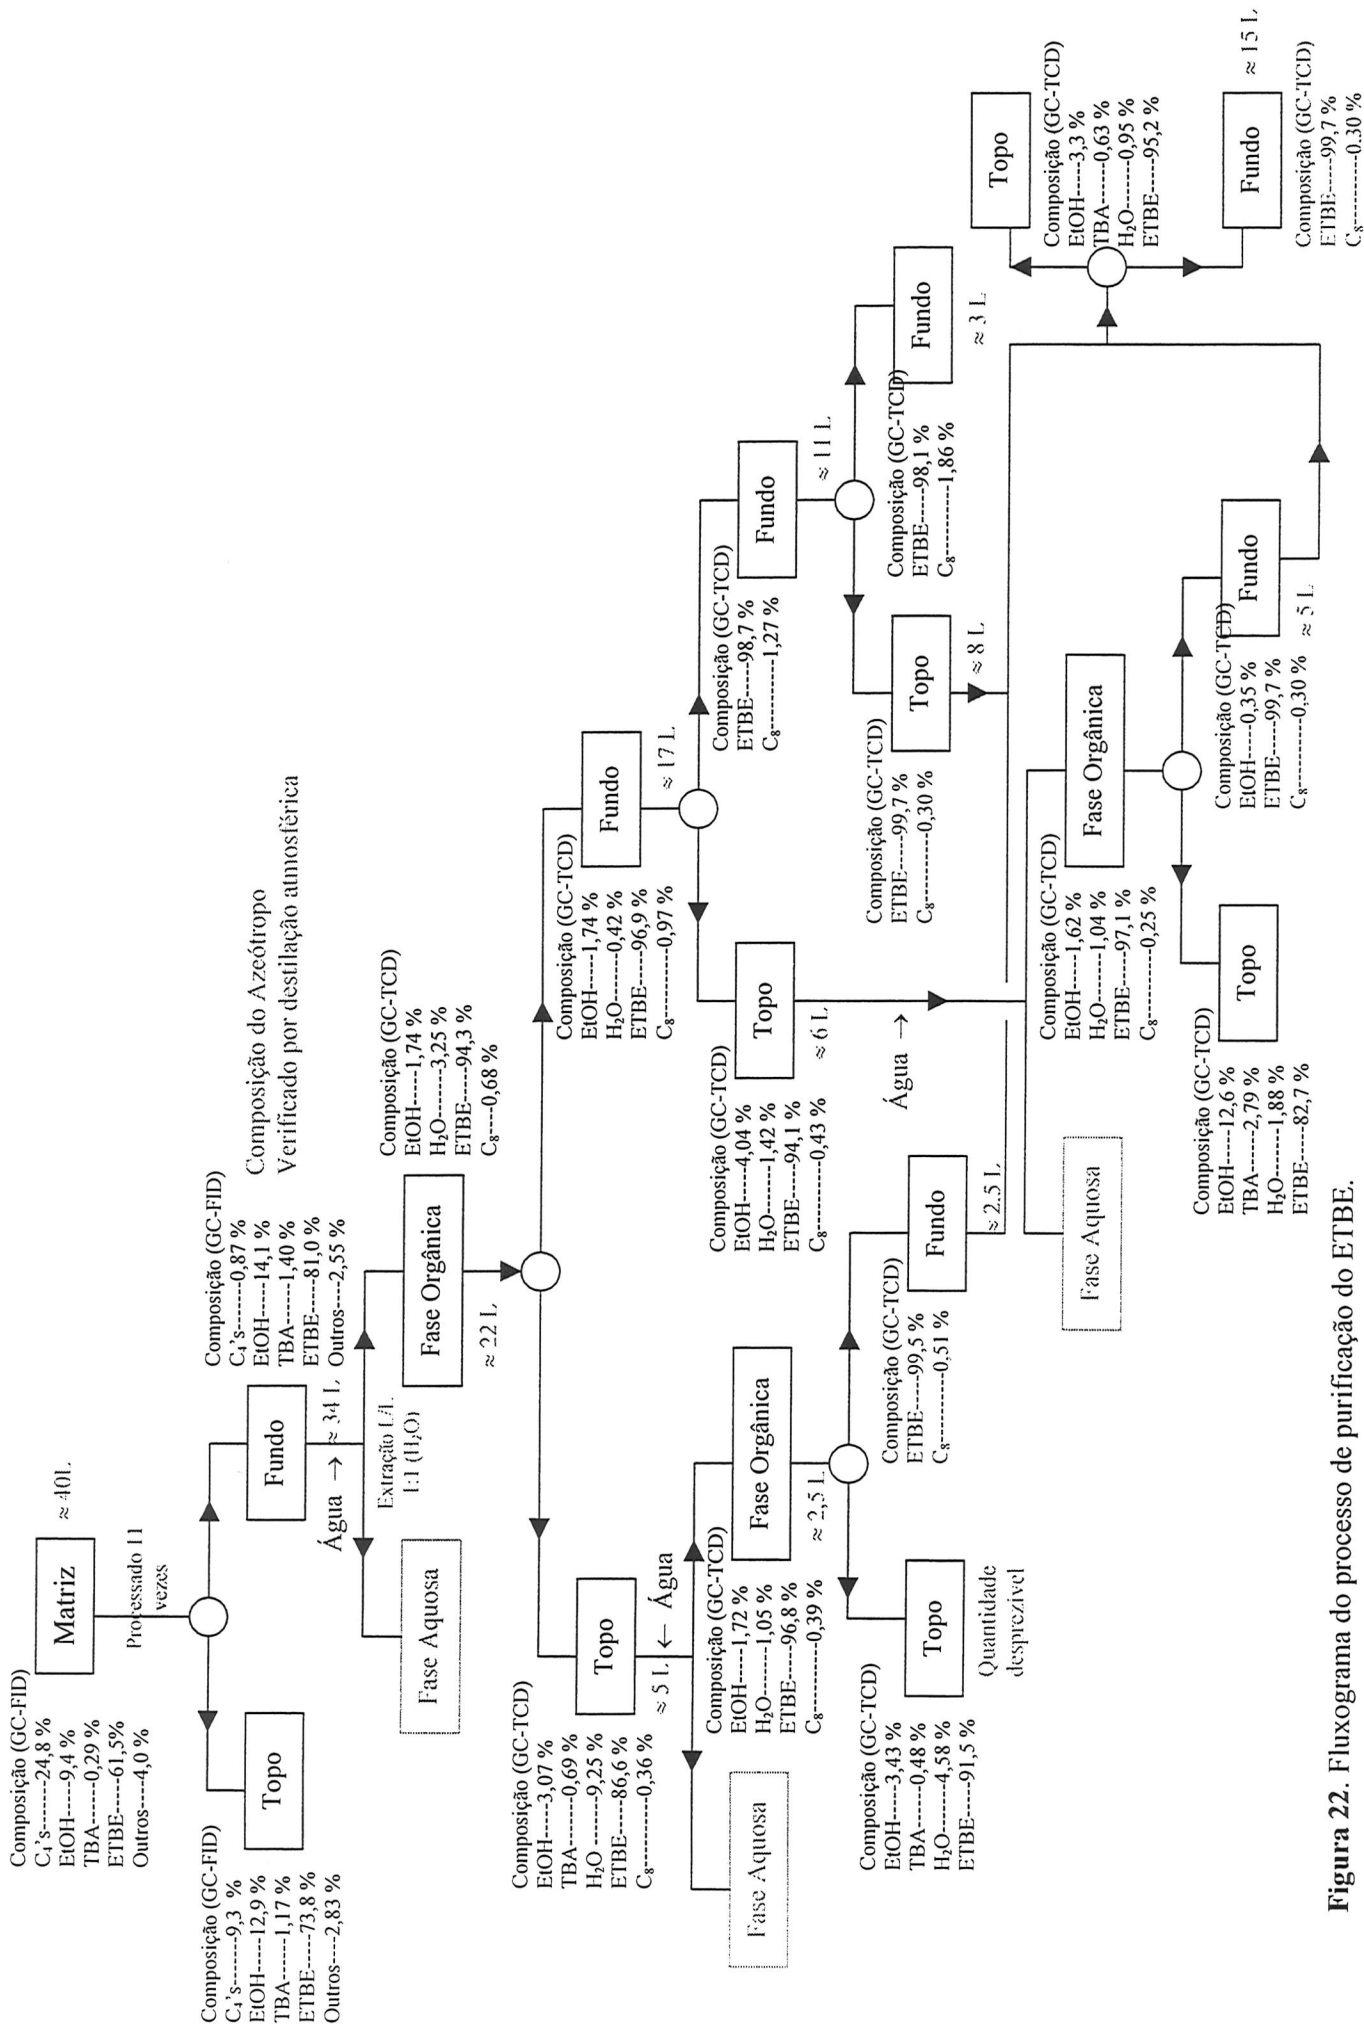 Composição (GC-FID)
C₄'s------24,8 %
EtOH-----9,4 %
TBA------0,29 %
ETBE-----61,5%
Outros----4,0 %
Matriz
≈ 40L
Processado 11
vezes
Composição (GC-FID)
C₄'s-------9,3 %
EtOH-----12,9 %
TBA------1,17 %
ETBE-----73,8 %
Outros----2,83 %
Topo
Fundo
Composição (GC-FID)
C₄'s-------0,87 %
EtOH-----14,1 %
TBA------1,40 %
ETBE-----81,0 %
Outros----2,55 %
Composição do Azeótropo
Verificado por destilação atmosférica
Água → ≈ 34 L
Extração L/L
1:1 (H₂O)
Fase Aquosa
Fase Orgânica
≈ 22 L
Composição (GC-TCD)
EtOH-----1,74 %
H₂O-------3,25 %
ETBE-----94,3 %
C₈---0,68 %
Composição (GC-TCD)
EtOH-----3,07 %
TBA------0,69 %
H₂O ------9,25 %
ETBE-----86,6 %
C₈----------0,36 %
Topo
≈ 5 L ← Água
Composição (GC-TCD)
EtOH-----1,74 %
H₂O-------0,42 %
ETBE-----96,9 %
C₈----------0,97 %
Fundo
≈ 17 L
Fase Aquosa
Composição (GC-TCD)
EtOH-----1,72 %
H₂O-------1,05 %
ETBE-----96,8 %
C₈----------0,39 %
Fase Orgânica
≈ 2,5 L
Composição (GC-TCD)
EtOH-----4,04 %
H₂O------1,42 %
ETBE-----94,1 %
C₈----------0,43 %
Topo
≈ 6 L
Água →
Composição (GC-TCD)
ETBE-----98,7 %
C₈----------1,27 %
Fundo
≈ 11 L
Composição (GC-TCD)
EtOH-----3,43 %
TBA------0,48 %
H₂O-------4,58 %
ETBE-----91,5 %
Topo
Quantidade
desprezível
Composição (GC-TCD)
ETBE-----99,5 %
C₈----------0,51 %
Fundo
≈ 2.5 L
Composição (GC-TCD)
ETBE-----99,7 %
C₈----------0,30 %
Topo
≈ 8 L
Composição (GC-TCD)
ETBE-----98,1 %
C₈----------1,86 %
Fundo
≈ 3 L
Fase Aquosa
Composição (GC-TCD)
EtOH-----1,62 %
H₂O-------1,04 %
ETBE-----97,1 %
C₈----------0,25 %
Fase Orgânica
Composição (GC-TCD)
EtOH-----12,6 %
TBA------2,79 %
H₂O-------1,88 %
ETBE-----82,7 %
Topo
Composição (GC-TCD)
EtOH-----0,35 %
ETBE-----99,7 %
C₈----------0,30 %
Fundo
≈ 5 L
Topo
Composição (GC-TCD)
EtOH-----3,3 %
TBA------0,63 %
H₂O-------0,95 %
ETBE-----95,2 %
Fundo
≈ 15 L
Composição (GC-TCD)
ETBE-----99,7 %
C₈----------0.30 %
Figura 22. Fluxograma do processo de purificação do ETBE.